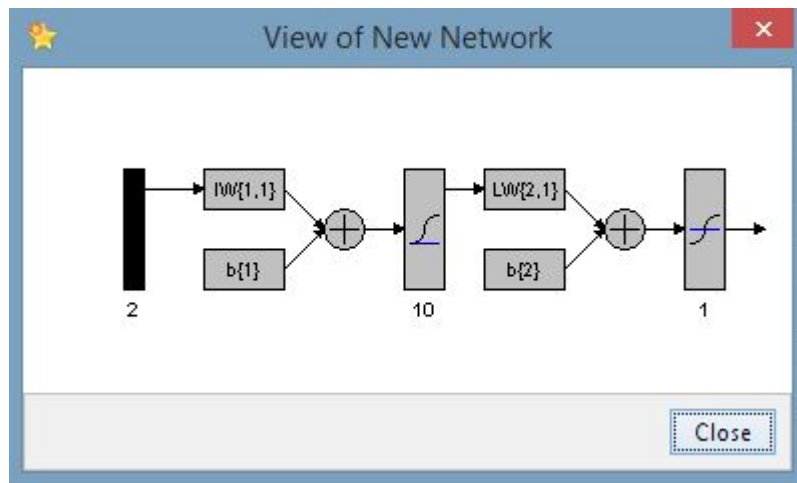 View of New Network
IW{1,1}
LW{2,1}
b{1}
b{2}
2
10
1
Close